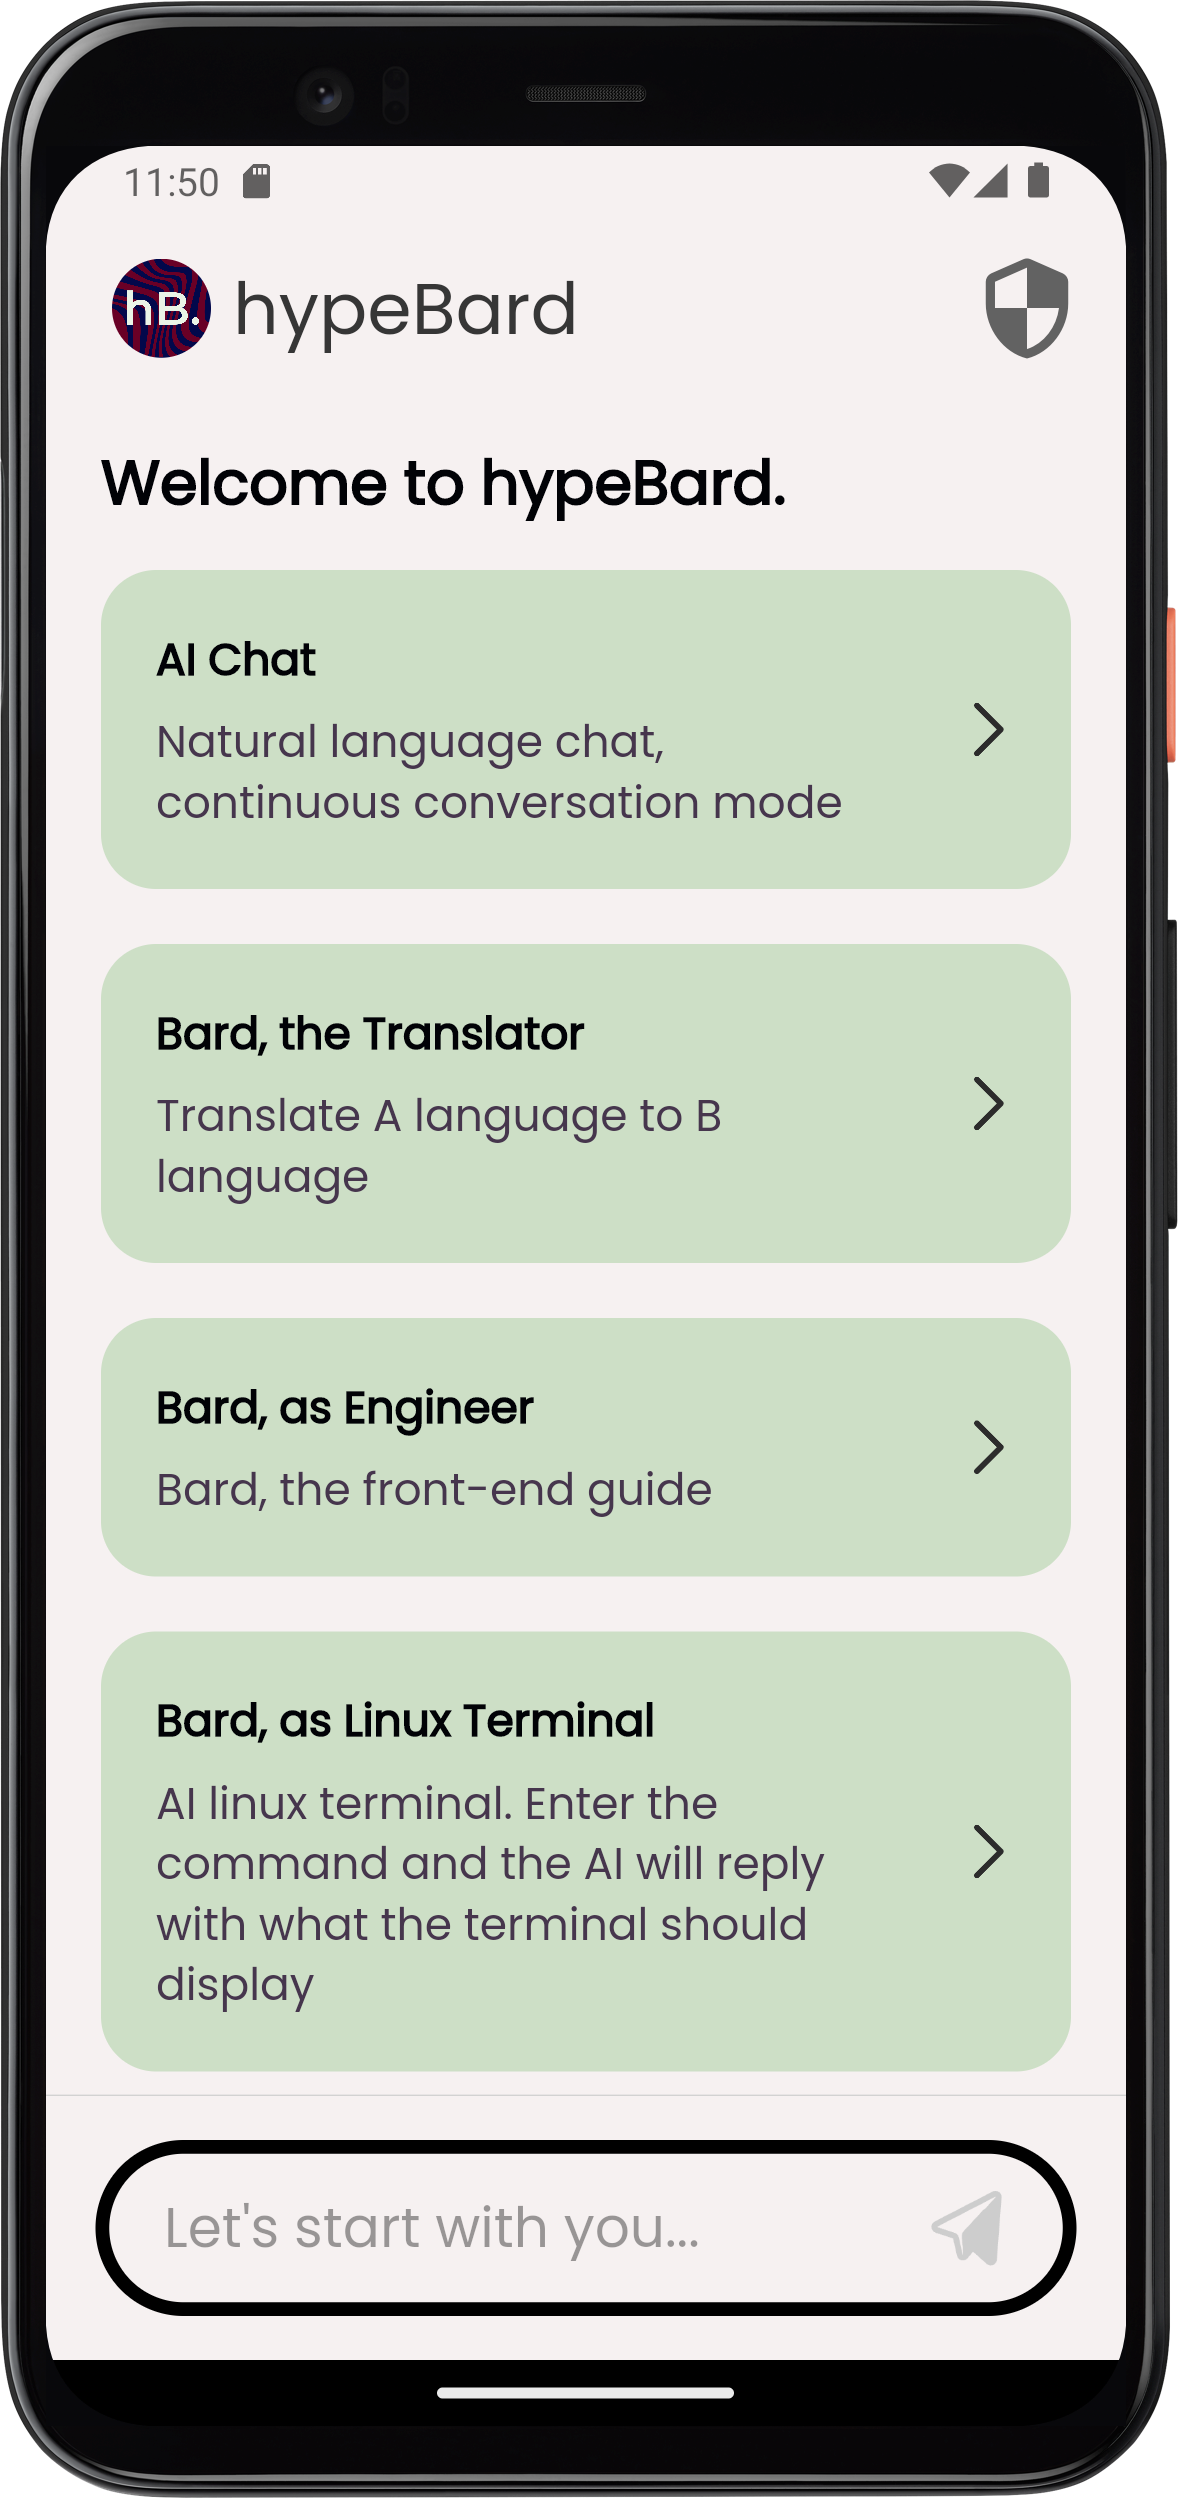 11:50
hB. hypeBard
Welcome to hypeBard.
AI Chat
Natural language chat,
continuous conversation mode
Bard, the Translator
Translate A language to B
language
Bard, as Engineer
Bard, the front-end guide
Bard, as Linux Terminal
AI linux terminal. Enter the
command and the AI will reply
with what the terminal should
display
Let's start with you...